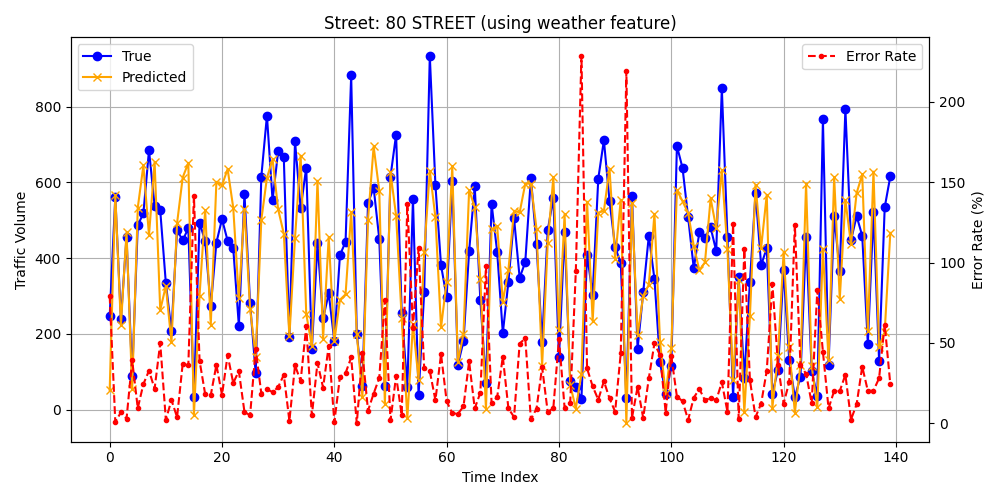 Street: 80 STREET (using weather feature)
True
Predicted
Error Rate
Traffic Volume
0
200
400
600
800
0
50
100
150
200
Error Rate (%)
0
20
40
60
80
100
120
140
Time Index